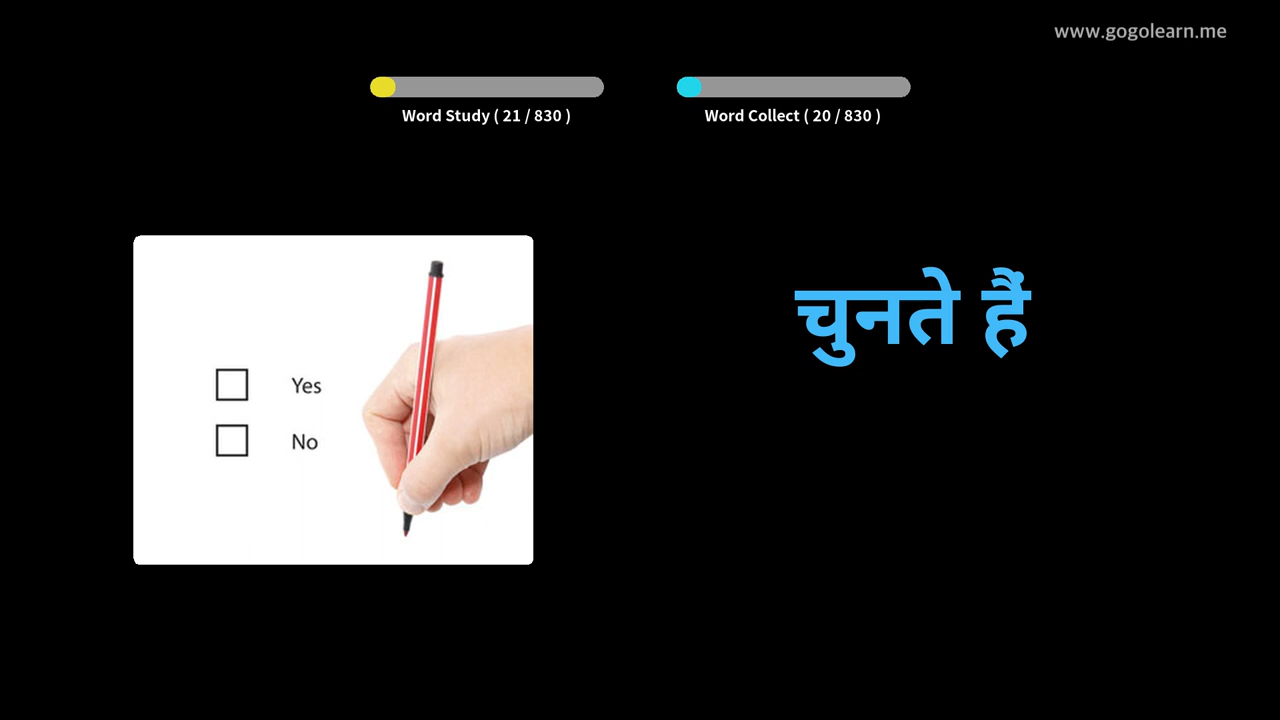 www.gogolearn.me
Word Study ( 21 / 830 )
Word Collect ( 20 / 830 )
चुनते हैं
Yes
No